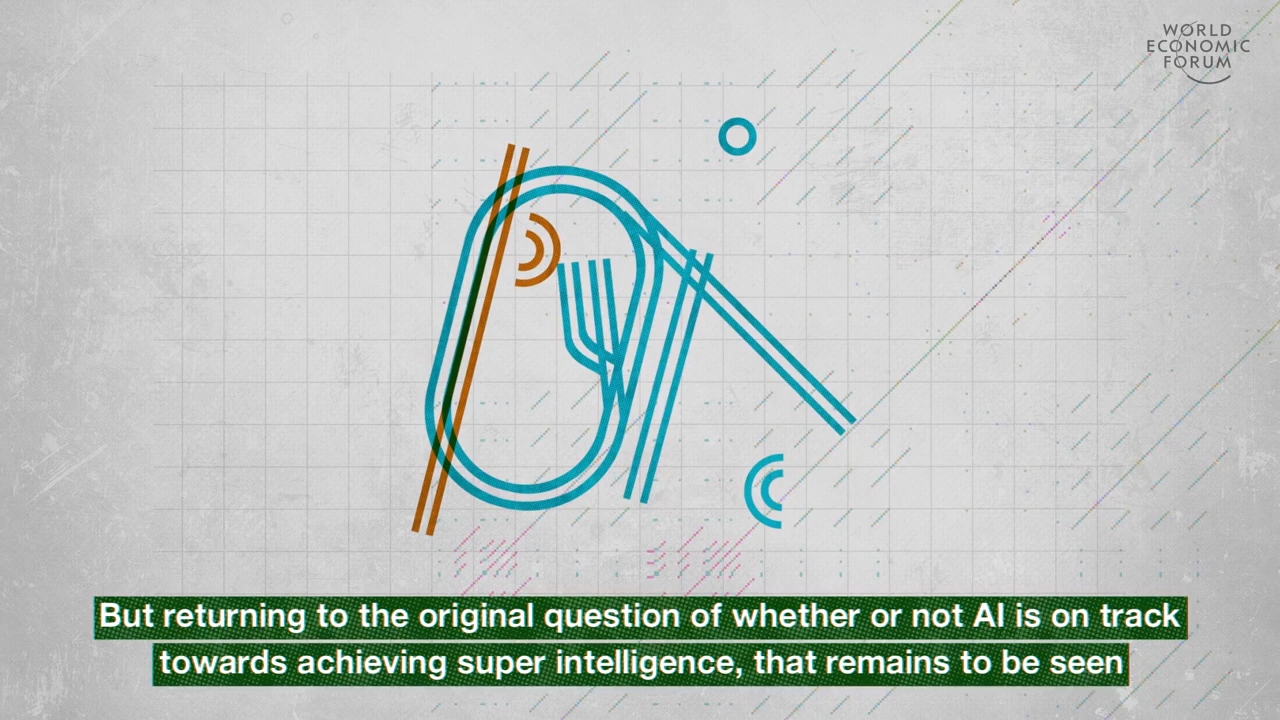 WORLD
ECONOMIC
FORUM
But returning to the original question of whether or not AI is on track
towards achieving super intelligence, that remains to be seen